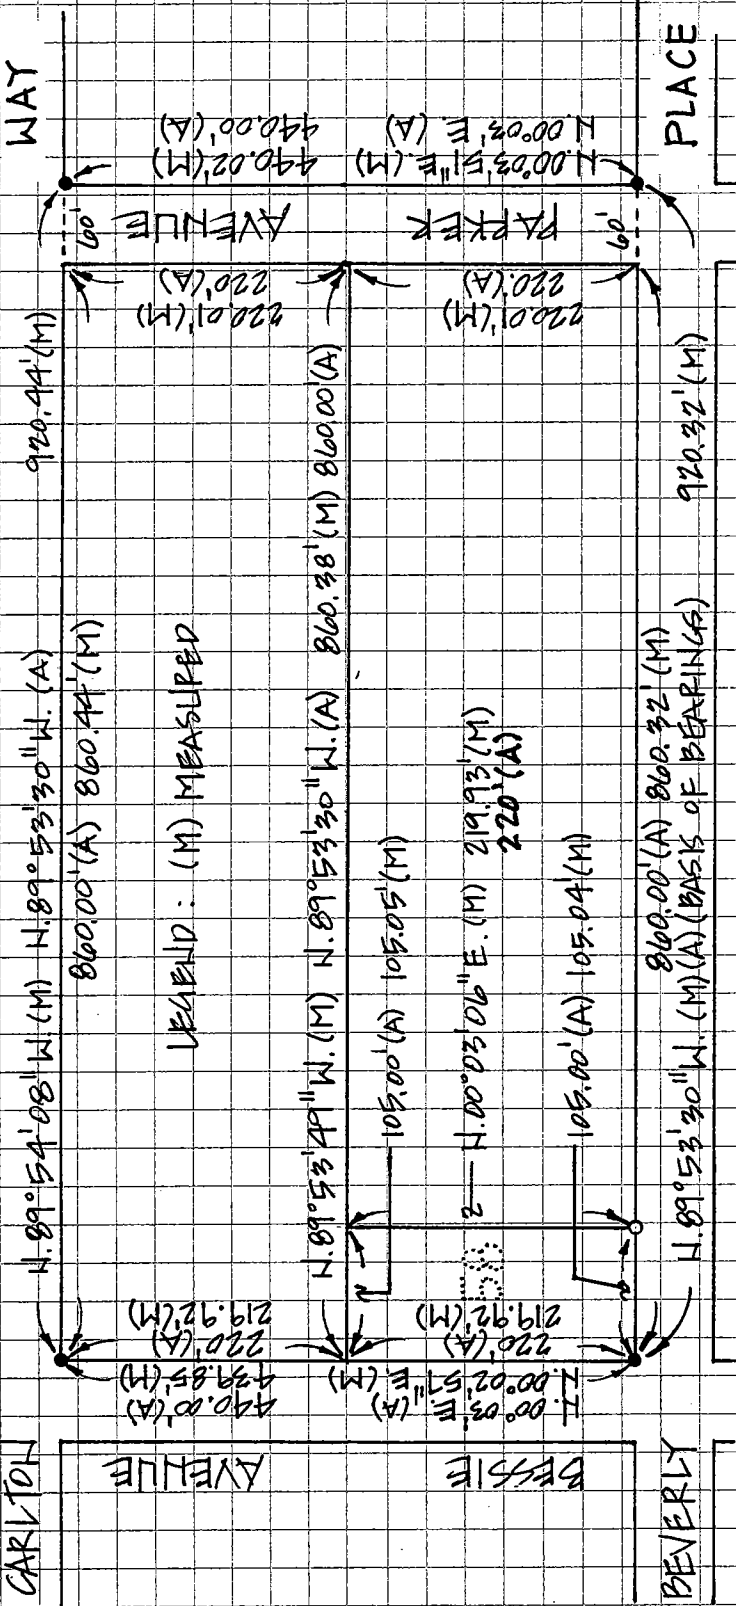 CARLTON WAY
N.89°54'08"W.(M) N.89°53'30"W.(A) 920.44'(M)
860.00'(A) 860.44'(M)
60'
LEGEND: (M) MEASURED
N.89°53'49"W.(M) N.89°53'30"W.(A) 860.38'(M) 860.00'(A)
105.00'(A) 105.05'(M)
N.00°03'06"E.(M) 219.93'(M)
220'(A)
105.00'(A) 105.04'(M)
60'
860.00'(A) 860.32'(M)
N.89°53'30"W.(M)(A)(BASIS OF BEARINGS) 920.32'(M)
BEVERLY PLACE
BESSIE AVENUE
N. 00°03'E.(A) 440.00'(A)
N. 00°02'57"E.(M) 439.85'(M)
220'(A) 220'(A)
219.92'(M) 219.92'(M)
220.01'(M) 220.01'(M)
220.(A) 220'(A)
PARKER AVENUE
N.00°03'51"E.(M) 440.02'(M)
N.00°03'E.(A) 440.00'(A)